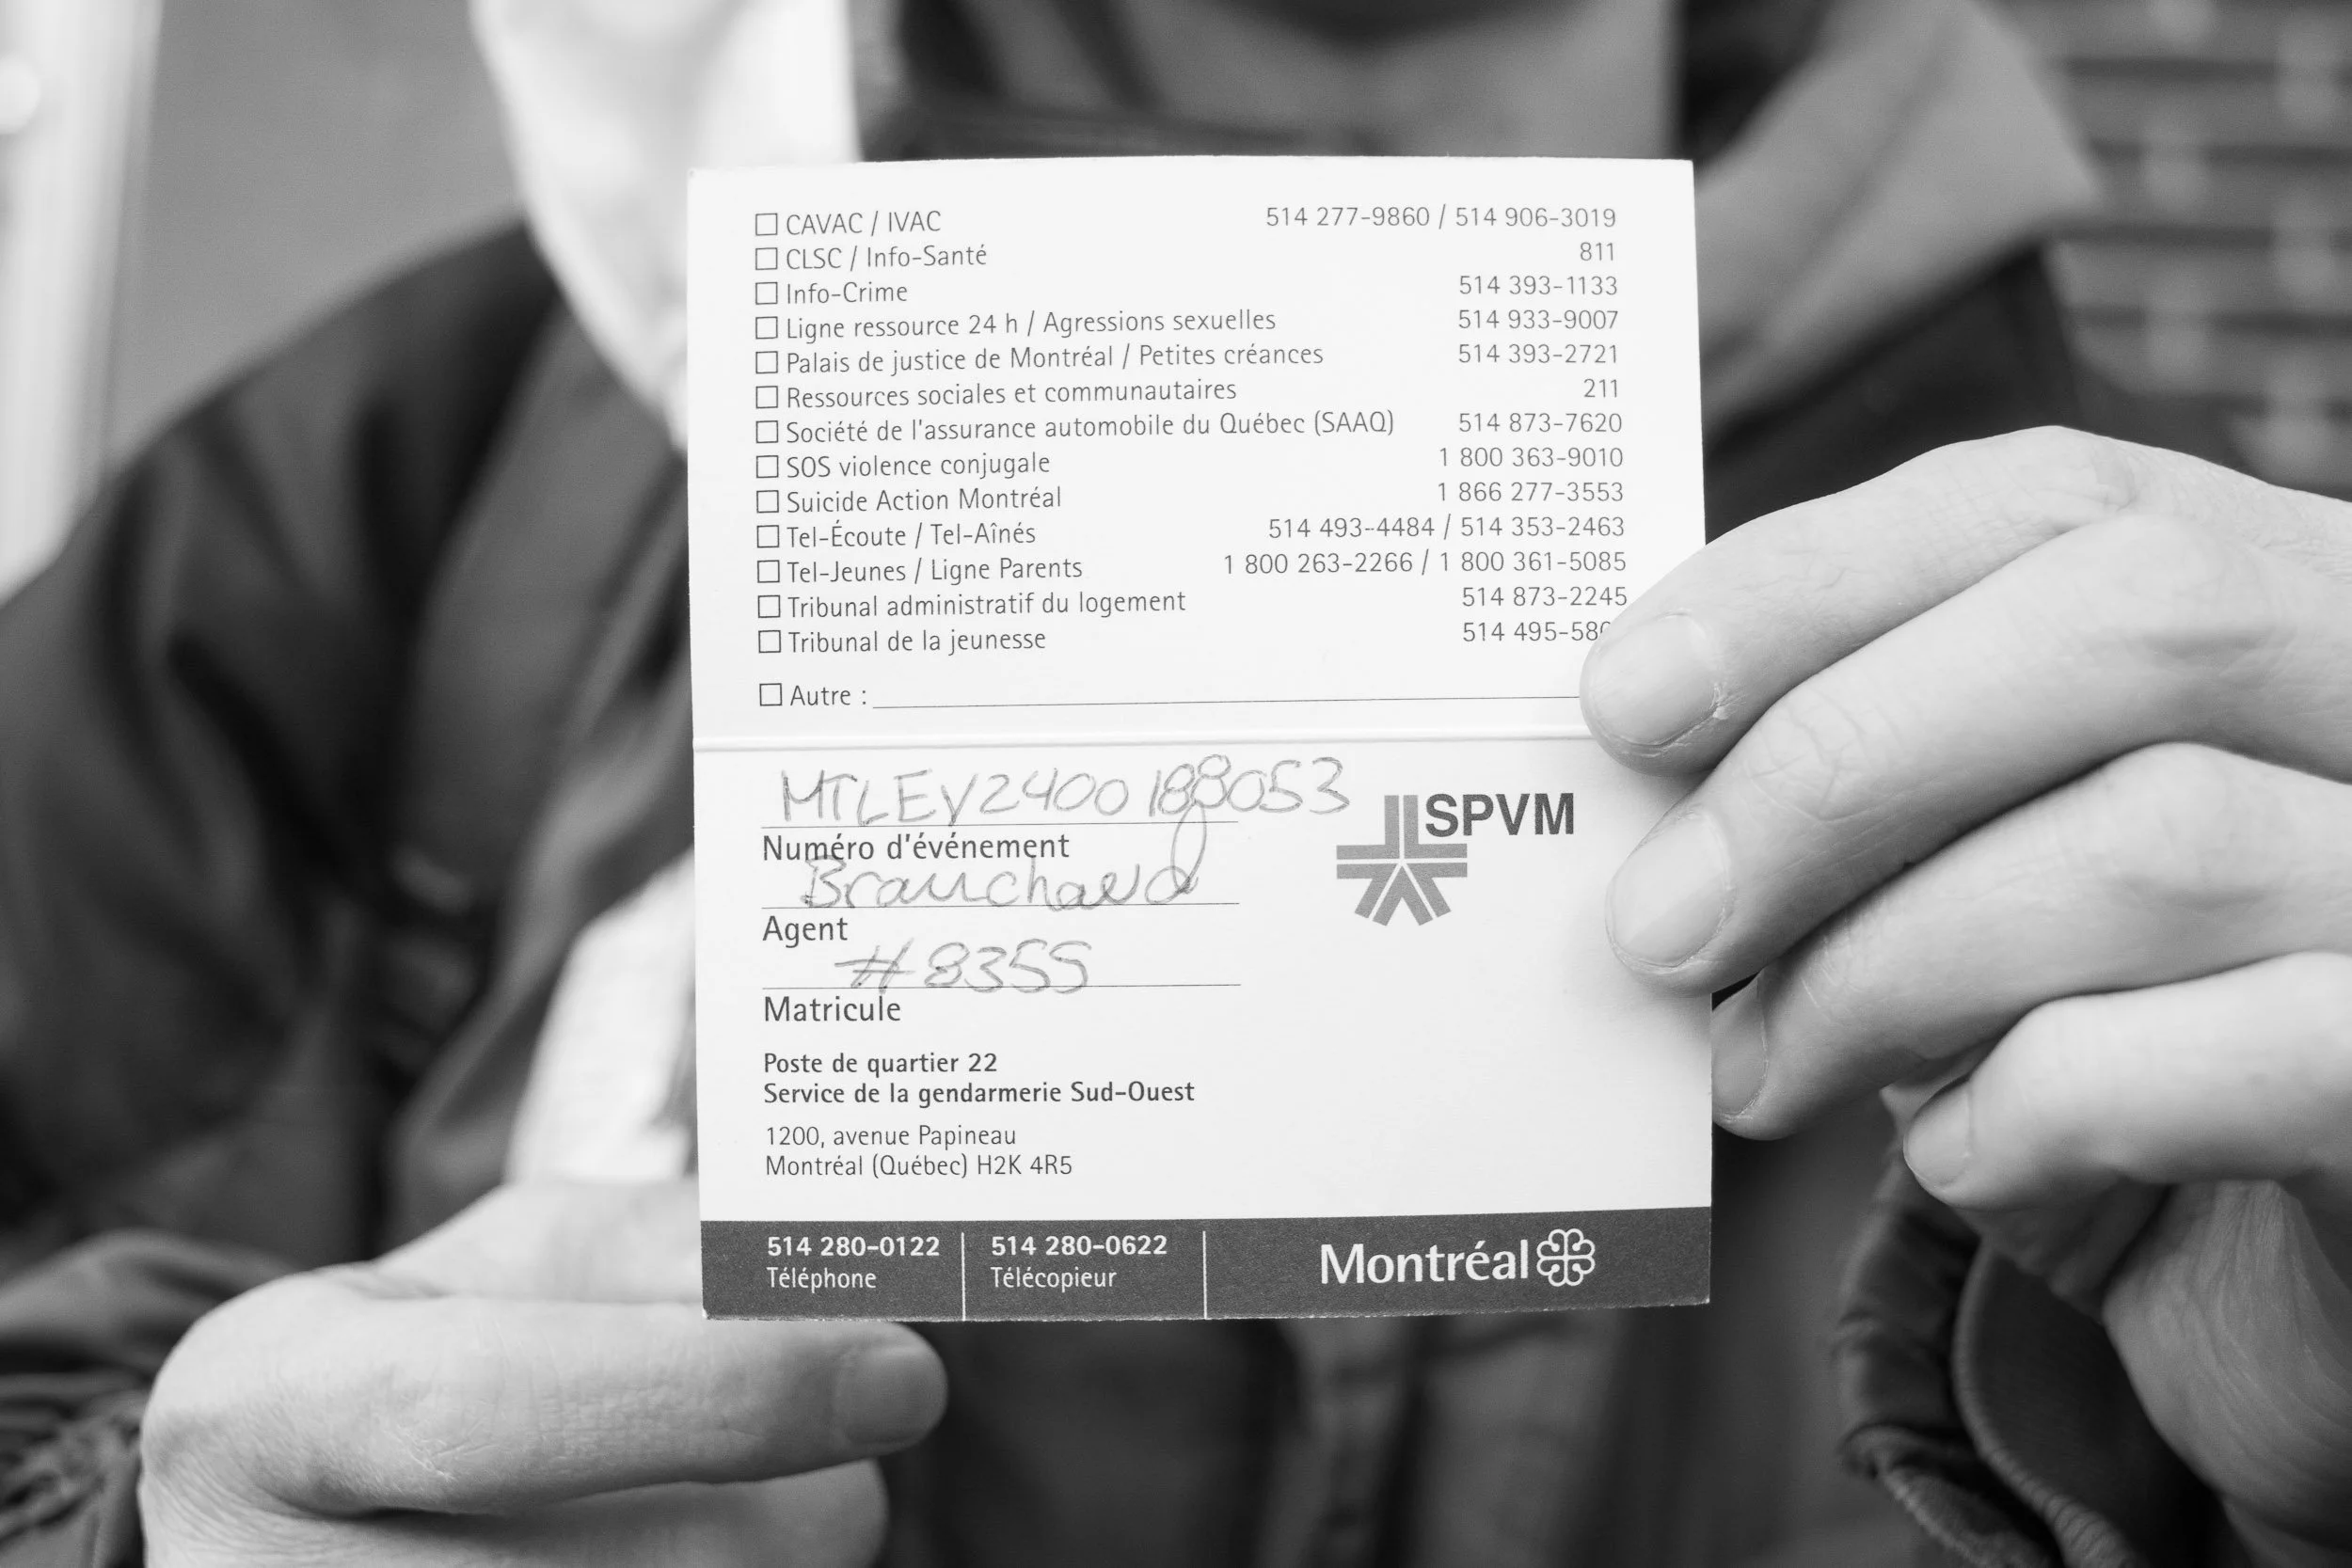 ☐ CAVAC / IVAC 514 277-9860 / 514 906-3019
☐ CLSC / Info-Santé 811
☐ Info-Crime 514 393-1133
☐ Ligne ressource 24 h / Agressions sexuelles 514 933-9007
☐ Palais de justice de Montréal / Petites créances 514 393-2721
☐ Ressources sociales et communautaires 211
☐ Société de l'assurance automobile du Québec (SAAQ) 514 873-7620
☐ SOS violence conjugale 1 800 363-9010
☐ Suicide Action Montréal 1 866 277-3553
☐ Tel-Écoute / Tel-Aînés 514 493-4484 / 514 353-2463
☐ Tel-Jeunes / Ligne Parents 1 800 263-2266 / 1 800 361-5085
☐ Tribunal administratif du logement 514 873-2245
☐ Tribunal de la jeunesse 514
☐ Autre :
MTLEV2400188053
Numéro d'événement
SPVM
Agent
#8355
Matricule
Poste de quartier 22
Service de la gendarmerie Sud-Ouest
1200, avenue Papineau
Montréal (Québec) H2K 4R5
514 280-0122 514 280-0622
Téléphone Télécopieur
Montréal